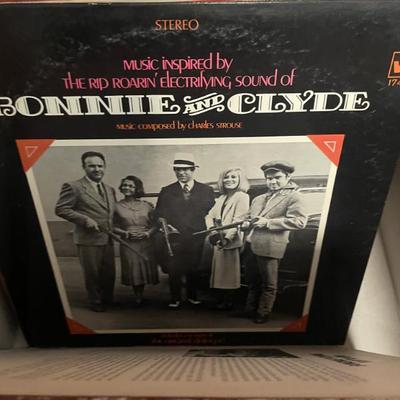 STEREO
MUSIC INSPIRED BY
THE RIP ROARIN' ELECTRIFYING SOUND OF
BONNIE AND CLYDE
MUSIC COMPOSED BY CHARLES STROUSE